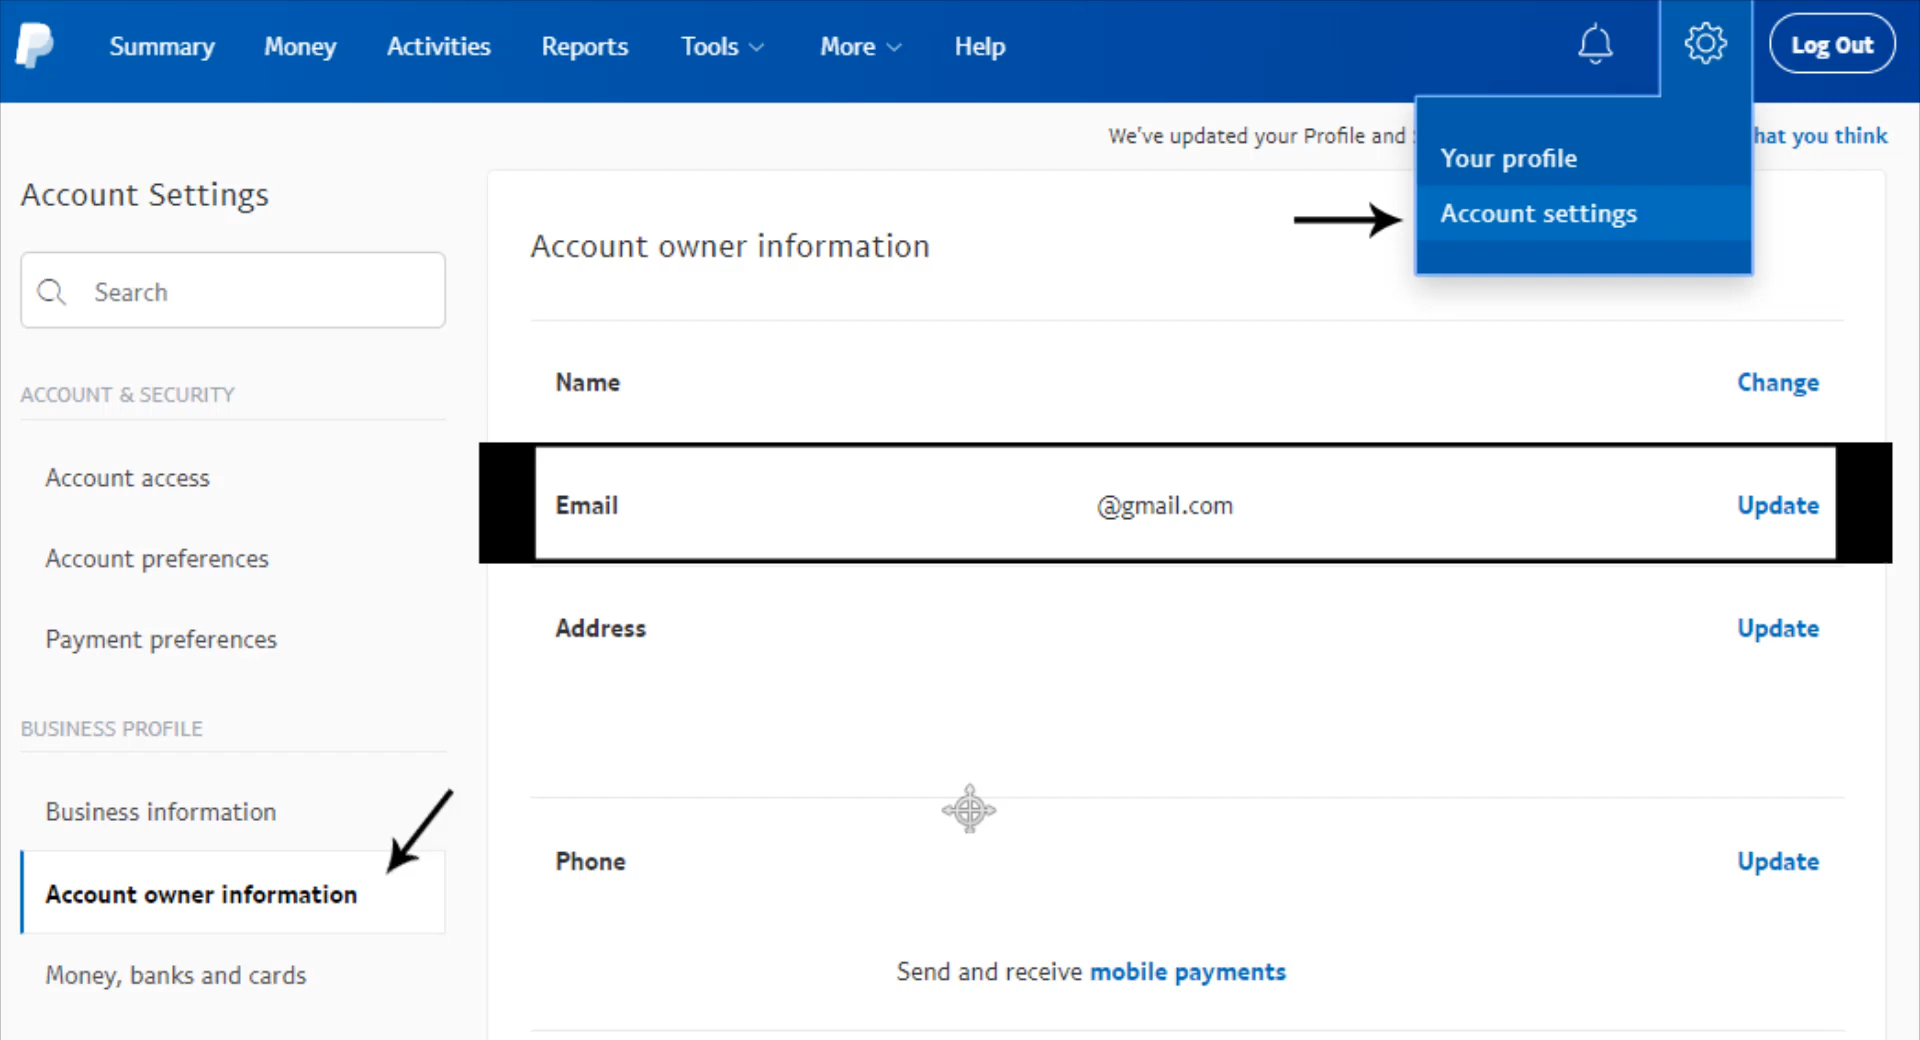 Summary Money Activities Reports Tools More Help Log Out
We've updated your Profile and hat you think
Your profile
Account settings
Account Settings
Search
ACCOUNT & SECURITY
Account access
Account preferences
Payment preferences
BUSINESS PROFILE
Business information
Account owner information
Money, banks and cards
Account owner information
Name Change
Email @gmail.com Update
Address Update
Phone Update
Send and receive mobile payments